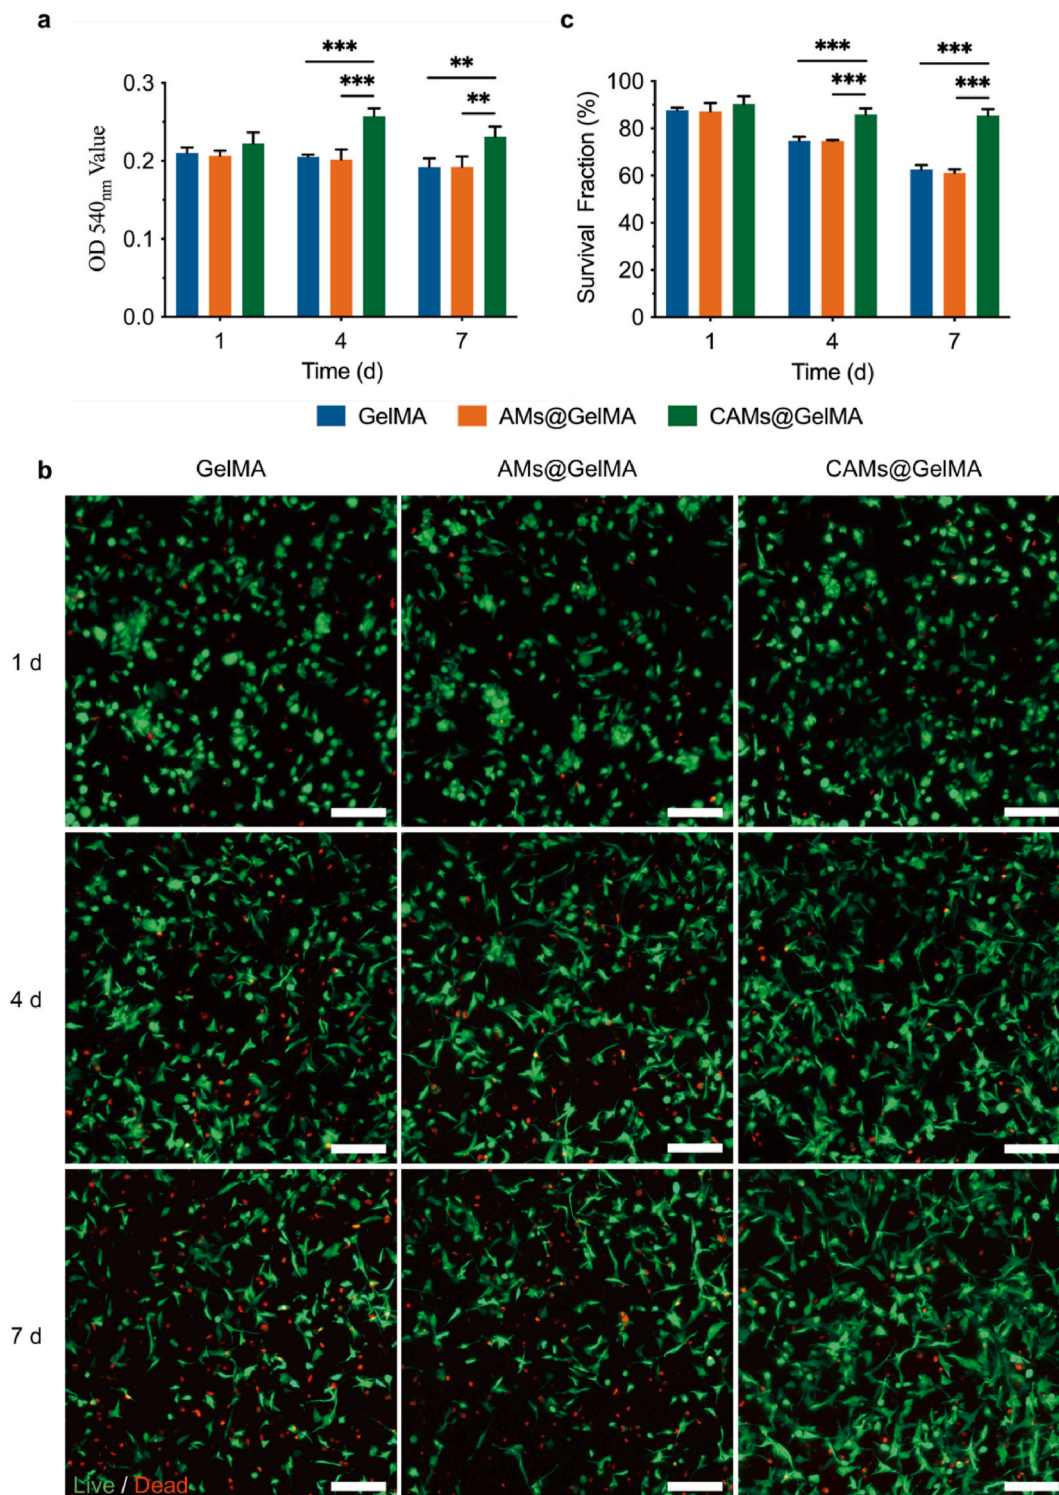 a
c
*** ** *** ***
*** ** *** ***
OD 540nm Value
0.3
0.2
0.1
0.0
1 4 7
Time (d)
Survival Fraction (%)
100
80
60
40
20
0
1 4 7
Time (d)
GelMA AMs@GelMA CAMs@GelMA
b
GelMA AMs@GelMA CAMs@GelMA
1 d
4 d
7 d
Live / Dead